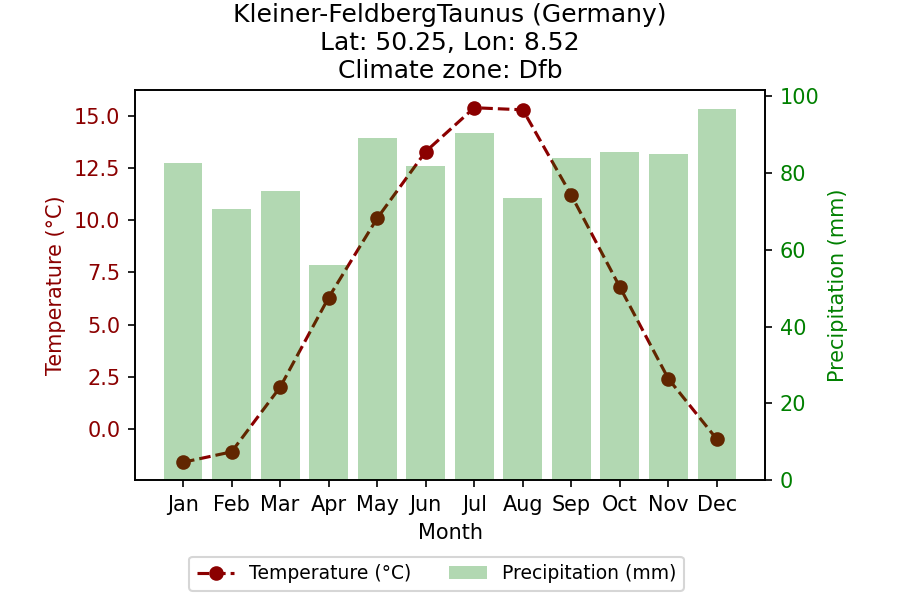 Kleiner-FeldbergTaunus (Germany)
Lat: 50.25, Lon: 8.52
Climate zone: Dfb
Temperature (°C)
15.0
12.5
10.0
7.5
5.0
2.5
0.0
100
80
60
40
20
0
Precipitation (mm)
Jan Feb Mar Apr May Jun Jul Aug Sep Oct Nov Dec
Month
Temperature (°C) Precipitation (mm)